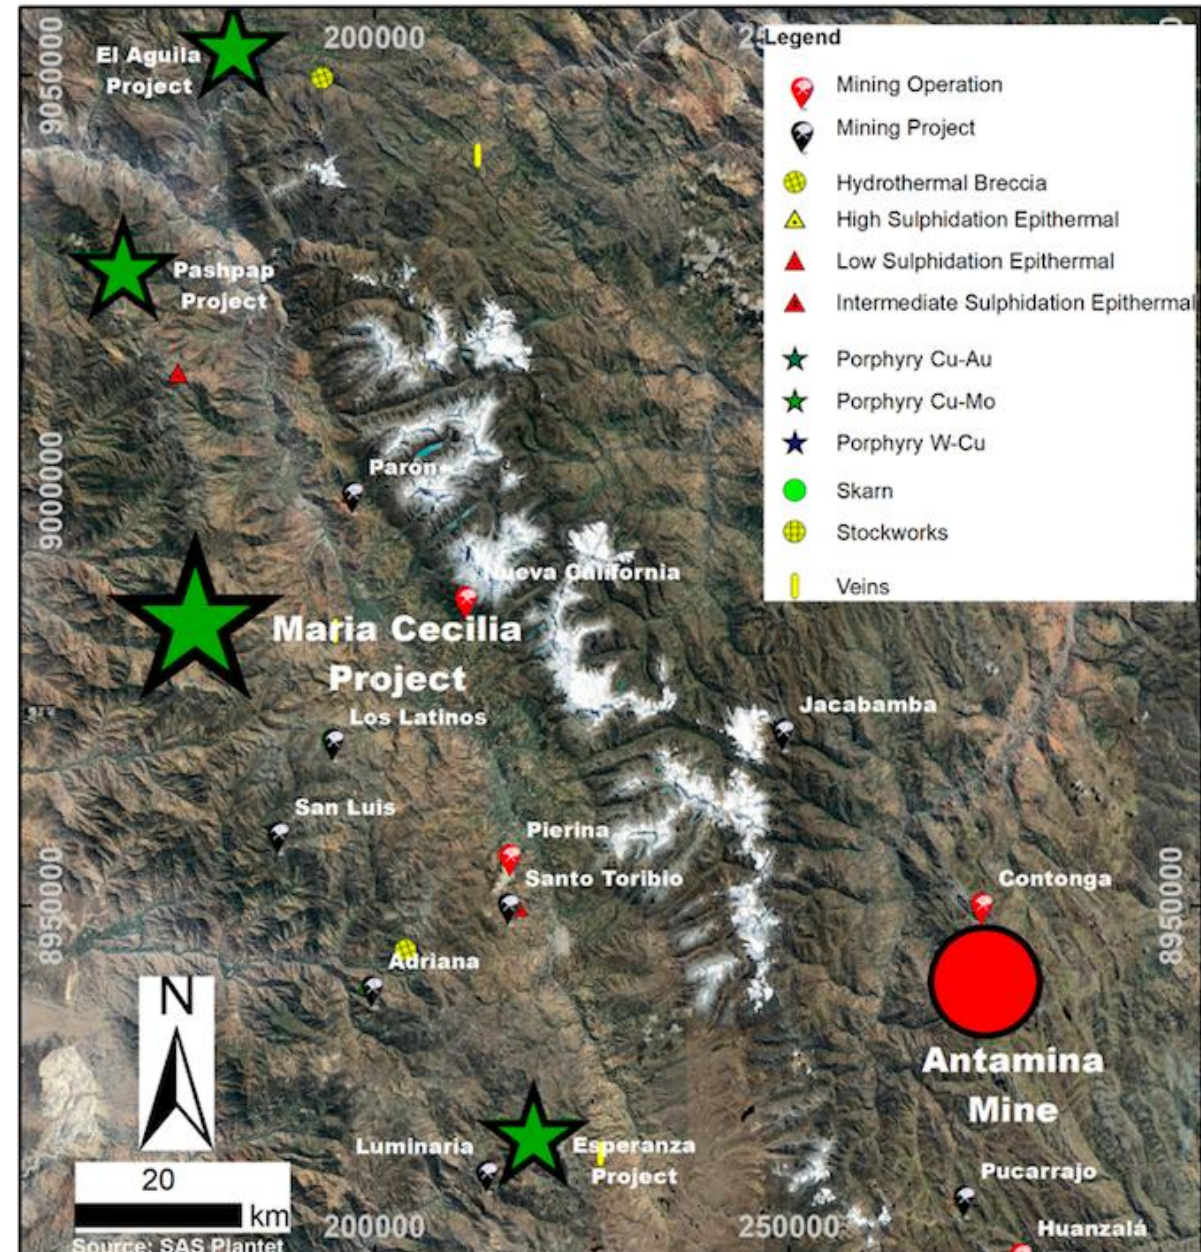 El Aguila
Project
200000
9050000
Legend
Mining Operation
Mining Project
Hydrothermal Breccia
High Sulphidation Epithermal
Low Sulphidation Epithermal
Intermediate Sulphidation Epithermal
Porphyry Cu-Au
Porphyry Cu-Mo
Porphyry W-Cu
Skarn
Stockworks
Veins
Pashpap
Project
Parón
9000000
Nueva California
Maria Cecilia
Project
Los Latinos
Jacabamba
San Luis
Pierina
Santo Toribio
Contonga
8950000
8950000
Adriana
N
Antamina
Mine
Luminaria
Esperanza
Project
Pucarrajo
20
km
200000
250000
Huanzalá
Source: SAS Plantet